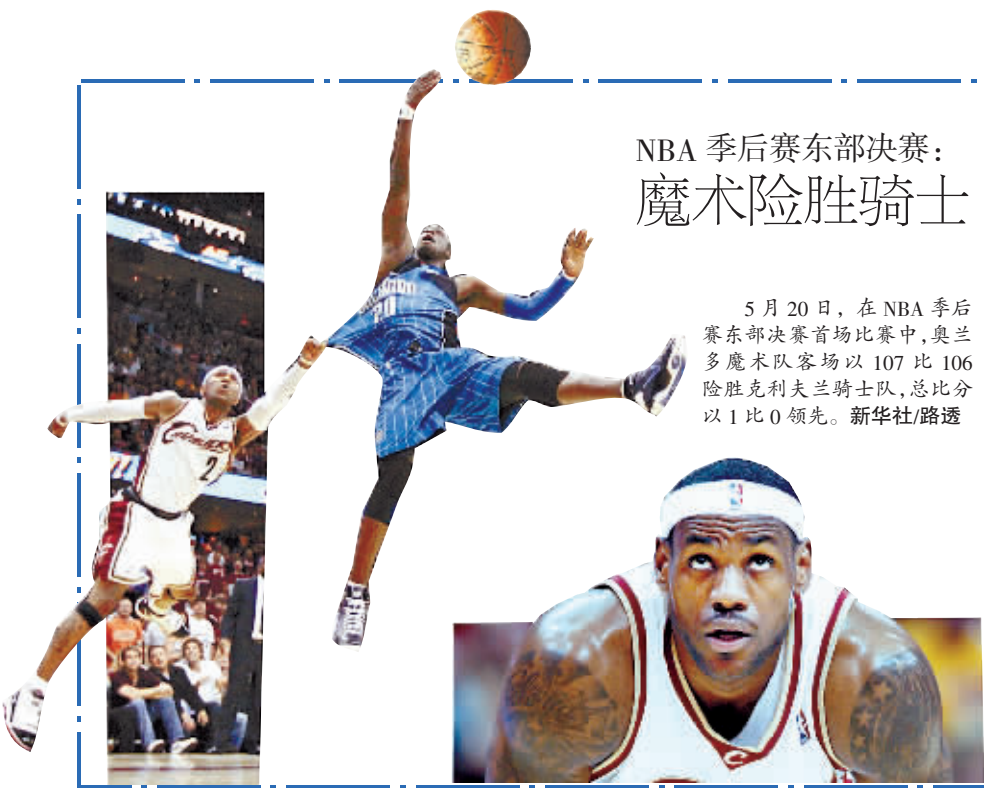 NBA 季后赛东部决赛：
魔术险胜骑士
5 月 20 日，在 NBA 季后
赛东部决赛首场比赛中，奥兰
多魔术队客场以 107 比 106
险胜克利夫兰骑士队，总比分
以 1 比 0 领先。新华社/路透
20
2